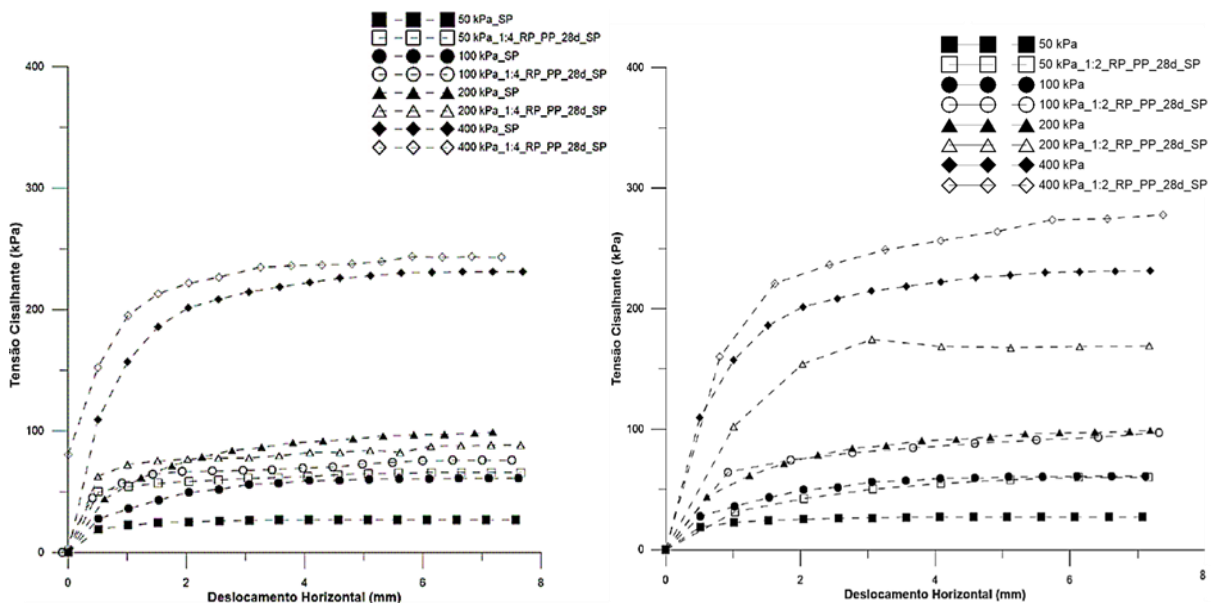 50 kPa_SP
50 kPa_1:4_RP_PP_28d_SP
100 kPa_SP
100 kPa_1:4_RP_PP_28d_SP
200 kPa_SP
200 kPa_1:4_RP_PP_28d_SP
400 kPa_SP
400 kPa_1:4_RP_PP_28d_SP
400
300
200
100
0
Tensão Cisalhante (kPa)
0 2 4 6 8
Deslocamento Horizontal (mm)
50 kPa
50 kPa_1:2_RP_PP_28d_SP
100 kPa
100 kPa_1:2_RP_PP_28d_SP
200 kPa
200 kPa_1:2_RP_PP_28d_SP
400 kPa
400 kPa_1:2_RP_PP_28d_SP
400
300
200
100
0
Tensão Cisalhante (kPa)
0 2 4 6 8
Deslocamento Horizontal (mm)